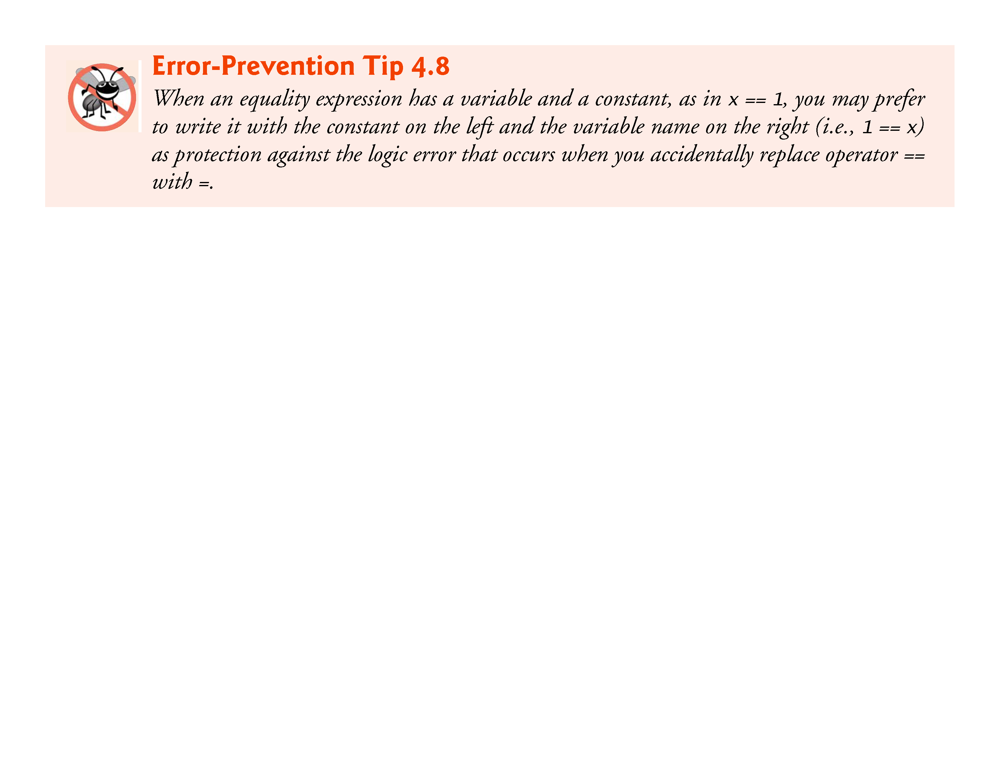 Error-Prevention Tip 4.8
When an equality expression has a variable and a constant, as in x == 1, you may prefer
to write it with the constant on the left and the variable name on the right (i.e., 1 == x)
as protection against the logic error that occurs when you accidentally replace operator ==
with =.